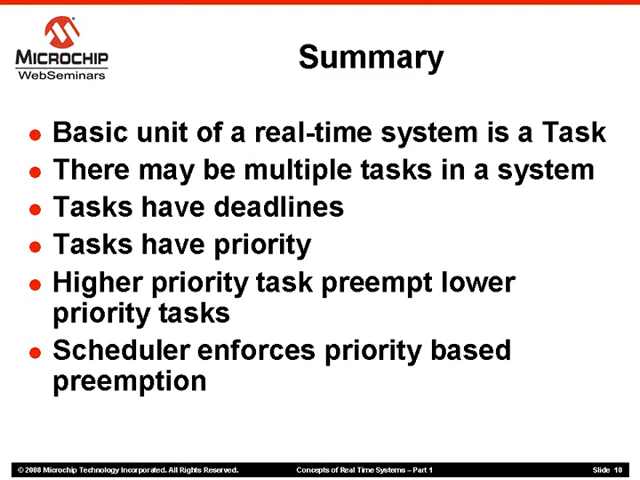 MICROCHIP
WebSeminars
Summary
Basic unit of a real-time system is a Task
There may be multiple tasks in a system
Tasks have deadlines
Tasks have priority
Higher priority task preempt lower
priority tasks
Scheduler enforces priority based
preemption
© 2008 Microchip Technology Incorporated. All Rights Reserved. Concepts of Real Time Systems – Part 1 Slide 10